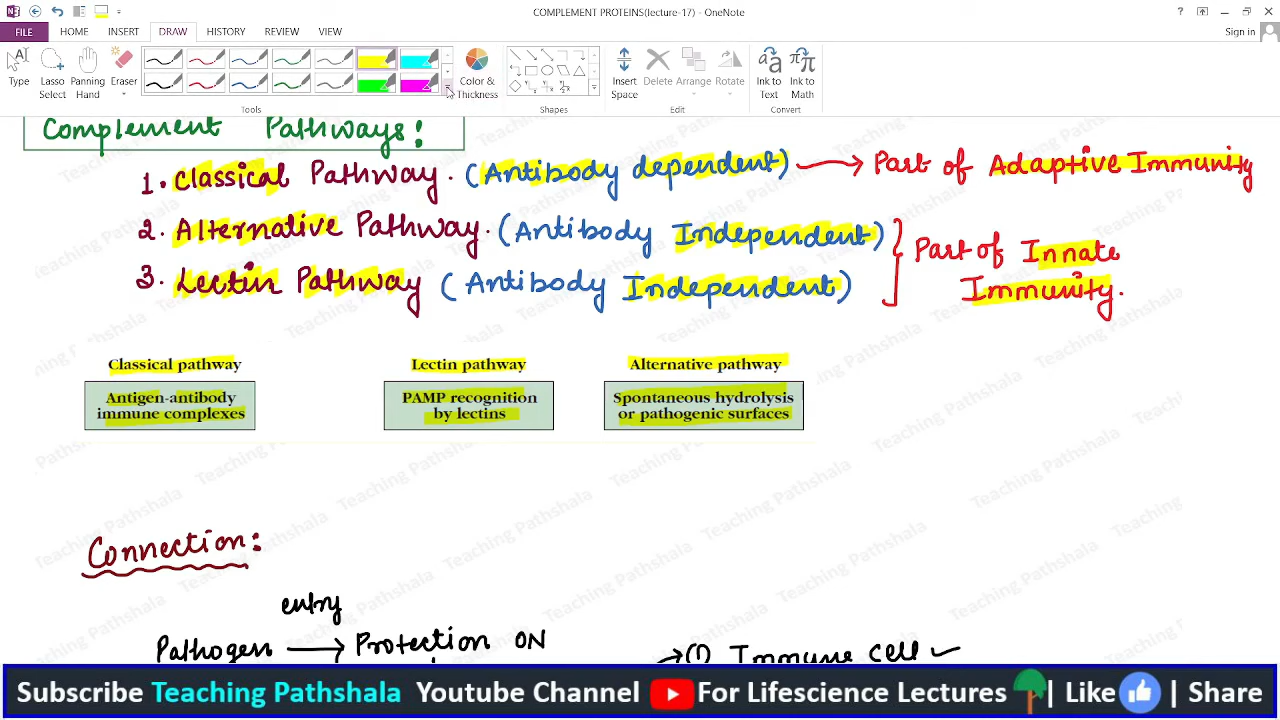 COMPLEMENT PROTEINS(lecture-17) - OneNote
Sign in
FILE HOME INSERT DRAW HISTORY REVIEW VIEW
Type Lasso Select Panning Hand Eraser Color & Thickness Insert Space Delete Arrange Rotate Ink to Text Ink to Math
Tools Shapes Edit Convert
Complement Pathways:
1. Classical Pathway. (Antibody dependent) → Part of Adaptive Immunity
2. Alternative Pathway. (Antibody Independent)
3. Lectin Pathway (Antibody Independent)
Part of Innate
Immunity.
Classical pathway Lectin pathway Alternative pathway
Antigen-antibody
immune complexes
PAMP recognition
by lectins
Spontaneous hydrolysis
or pathogenic surfaces
Connection:
entry
Pathogen → Protection ON
→ (1) Immune cell ✓
Subscribe Teaching Pathshala Youtube Channel For Lifescience Lectures | Like | Share
Teaching Pathshala